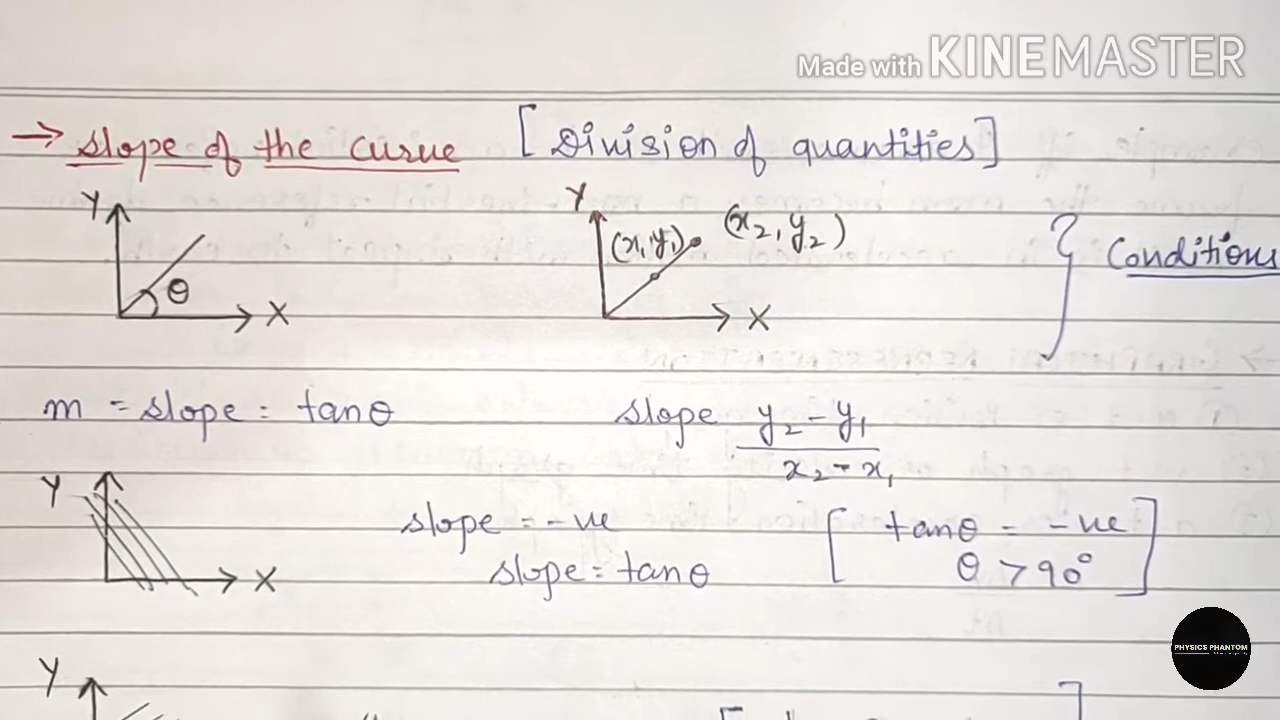 Made with KINEMASTER
→ Slope of the curve [Division of quantities]
Y
θ
X
Y
(x₁,y₁)
(x₂,y₂)
X
} Conditions
m = slope = tanθ
slope y₂-y₁
x₂-x₁
Y
X
slope = -ve
slope = tanθ
[ tanθ = -ve
θ > 90° ]
Y
PHYSICS PHANTOM